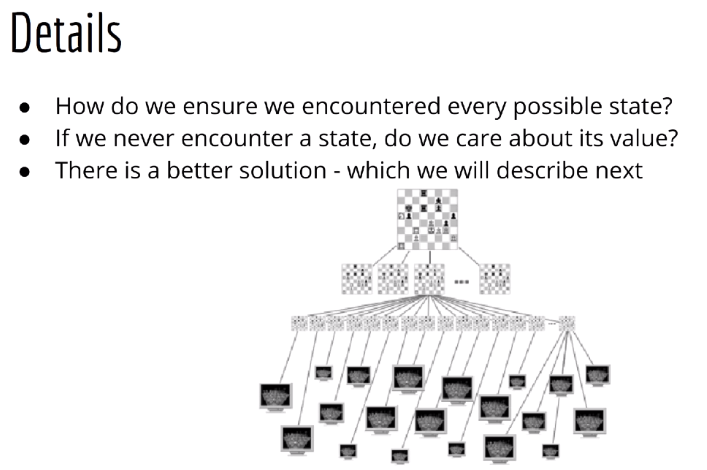 Details
● How do we ensure we encountered every possible state?
● If we never encounter a state, do we care about its value?
● There is a better solution - which we will describe next